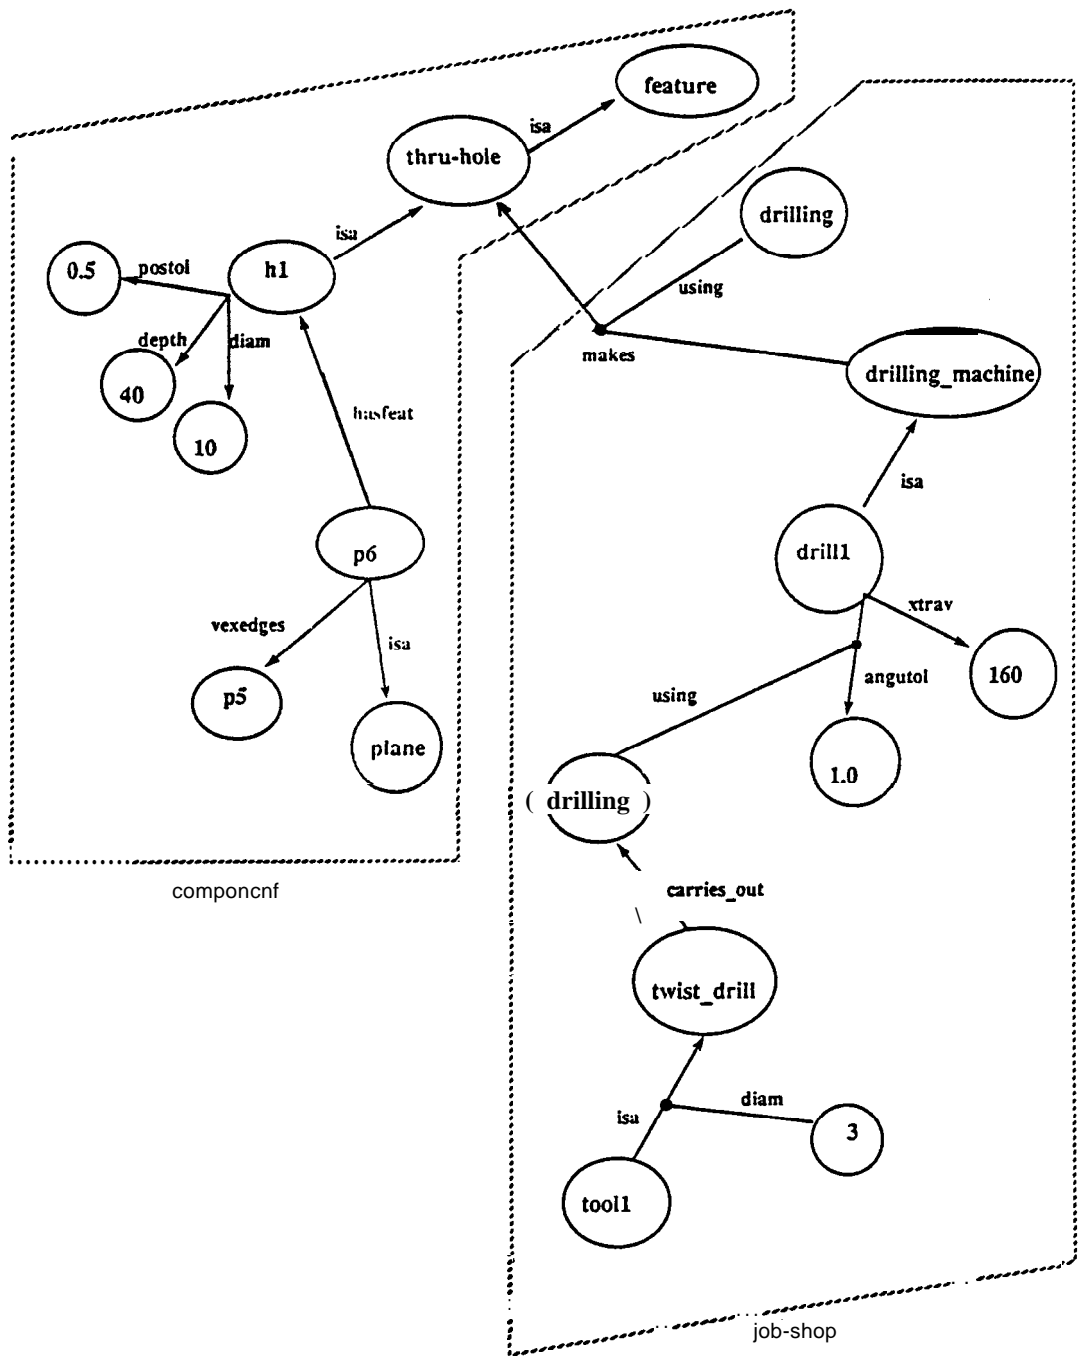 feature
isa
thru-hole
drilling
isa
h1
0.5
postol
using
depth
diam
makes
40
drilling_machine
10
hasfeat
isa
p6
drill1
xtrav
vexedges
isa
160
angutol
using
p5
plane
1.0
( drilling )
componcnf
carries_out
twist_drill
diam
isa
3
tool1
job-shop